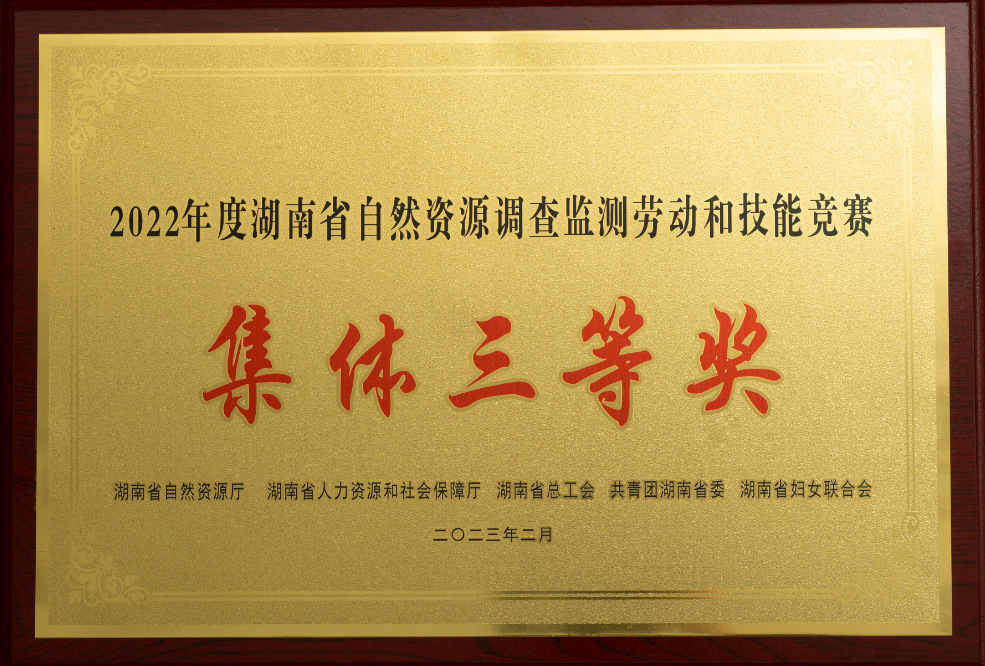 2022年度湖南省自然资源调查监测劳动和技能竞赛
集体三等奖
湖南省自然资源厅 湖南省人力资源和社会保障厅 湖南省总工会 共青团湖南省委 湖南省妇女联合会
二〇二三年二月